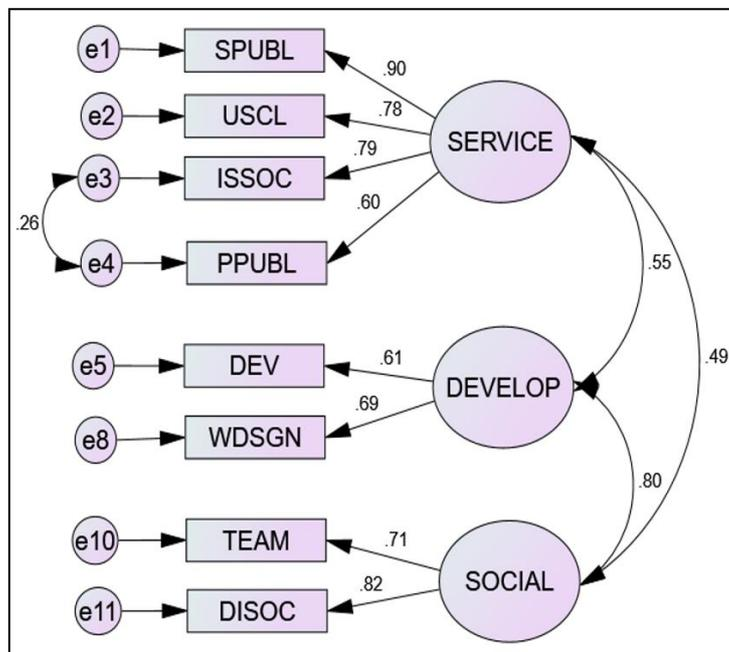 e1
SPUBL
.90
e2
USCL
.78
SERVICE
.79
e3
ISSOC
.60
.26
e4
PPUBL
.55
e5
DEV
.61
DEVELOP
.49
.69
e8
WDSGN
.80
e10
TEAM
.71
SOCIAL
.82
e11
DISOC